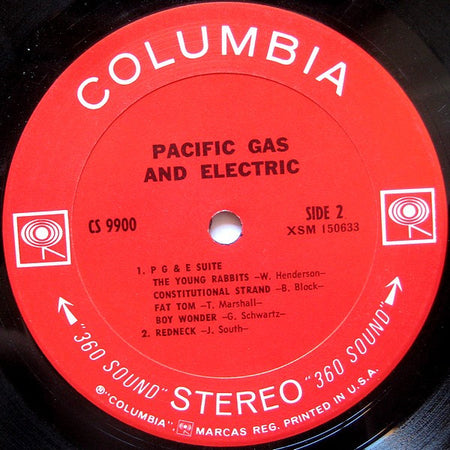 COLUMBIA
PACIFIC GAS
AND ELECTRIC
CS 9900
SIDE 2
XSM 150633
1. P G & E SUITE
THE YOUNG RABBITS —W. Henderson—
CONSTITUTIONAL STRAND —B. Block—
FAT TOM —T. Marshall—
BOY WONDER —G. Schwartz—
2. REDNECK —J. South—
"360 SOUND" STEREO "360 SOUND"
℗"COLUMBIA", MARCAS REG. PRINTED IN U.S.A.